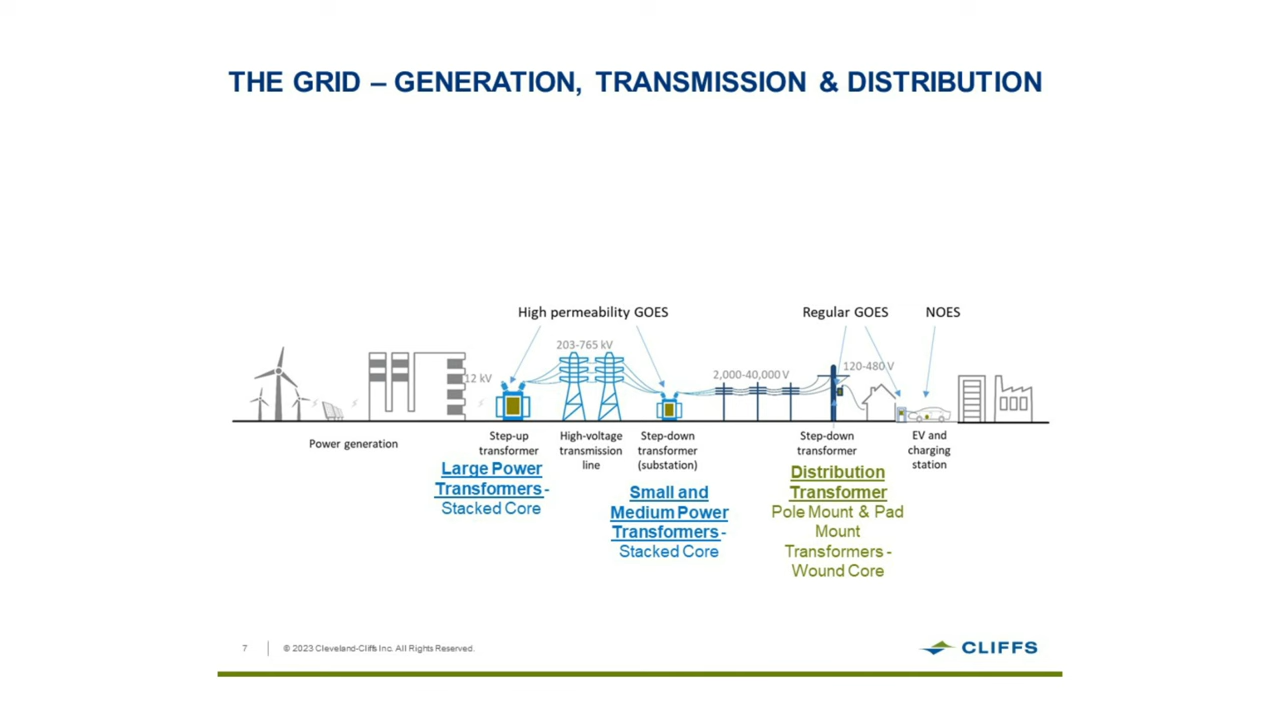 THE GRID – GENERATION, TRANSMISSION & DISTRIBUTION
High permeability GOES
Regular GOES
NOES
203-765 kV
12 kV
2,000-40,000 V
120-480 V
Power generation
Step-up
transformer
High-voltage
transmission
line
Step-down
transformer
(substation)
Step-down
transformer
EV and
charging
station
Large Power
Transformers -
Stacked Core
Small and
Medium Power
Transformers -
Stacked Core
Distribution
Transformer
Pole Mount & Pad
Mount
Transformers -
Wound Core
7
© 2023 Cleveland-Cliffs Inc. All Rights Reserved.
CLIFFS